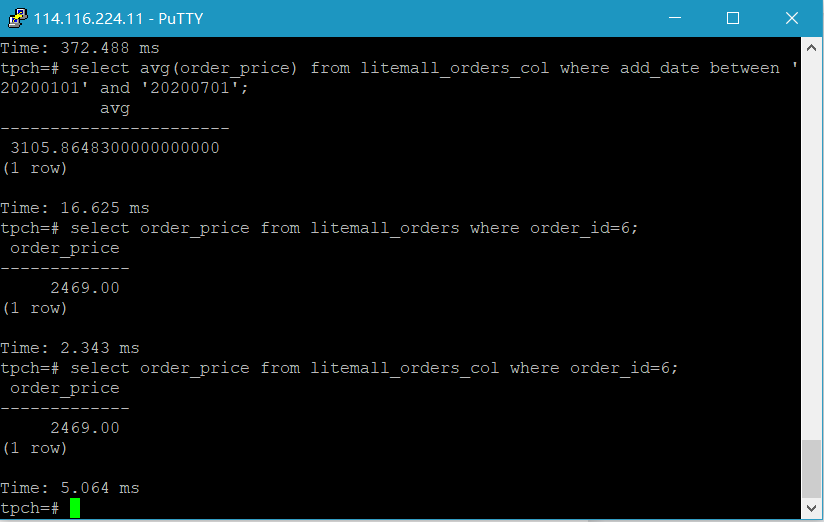 114.116.224.11 - PuTTY
Time: 372.488 ms
tpch=# select avg(order_price) from litemall_orders_col where add_date between '
20200101' and '20200701';
          avg
-----------------------
 3105.8648300000000000
(1 row)

Time: 16.625 ms
tpch=# select order_price from litemall_orders where order_id=6;
 order_price
-------------
     2469.00
(1 row)

Time: 2.343 ms
tpch=# select order_price from litemall_orders_col where order_id=6;
 order_price
-------------
     2469.00
(1 row)

Time: 5.064 ms
tpch=#